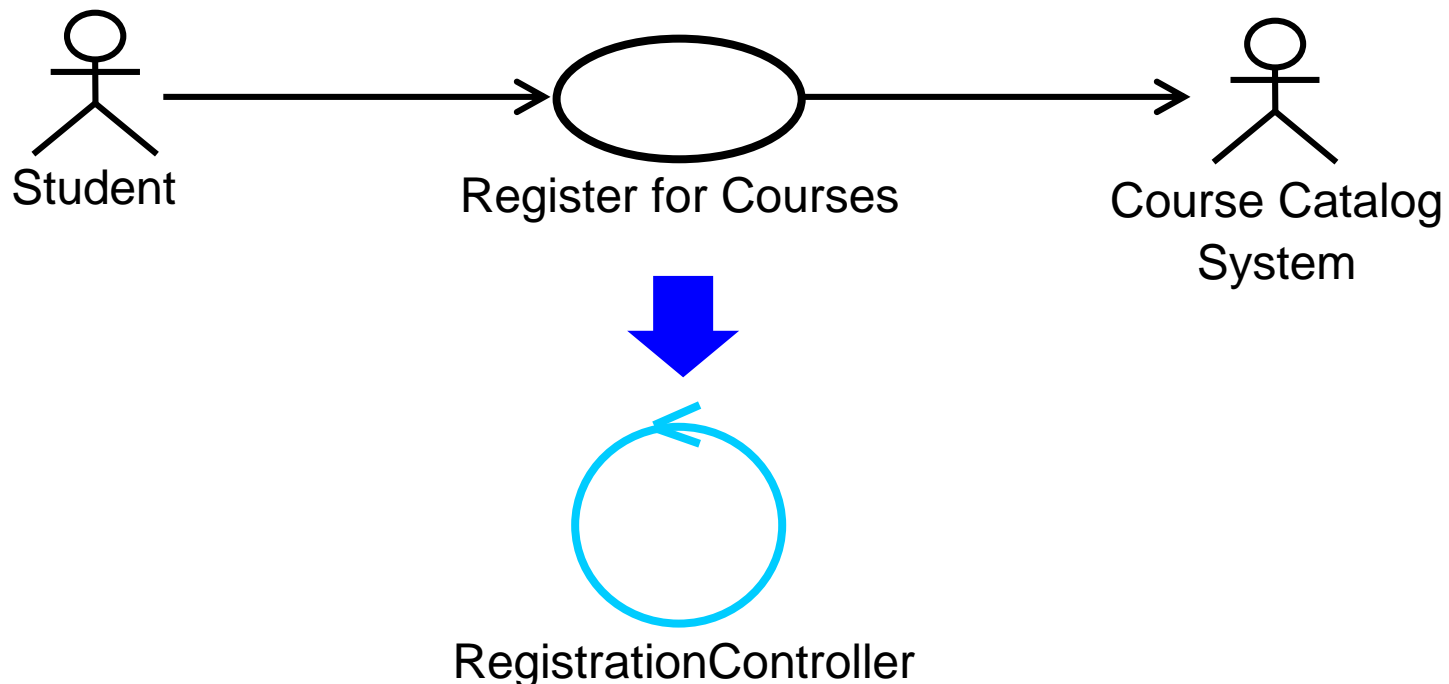 Student
Register for Courses
Course Catalog
System
RegistrationController